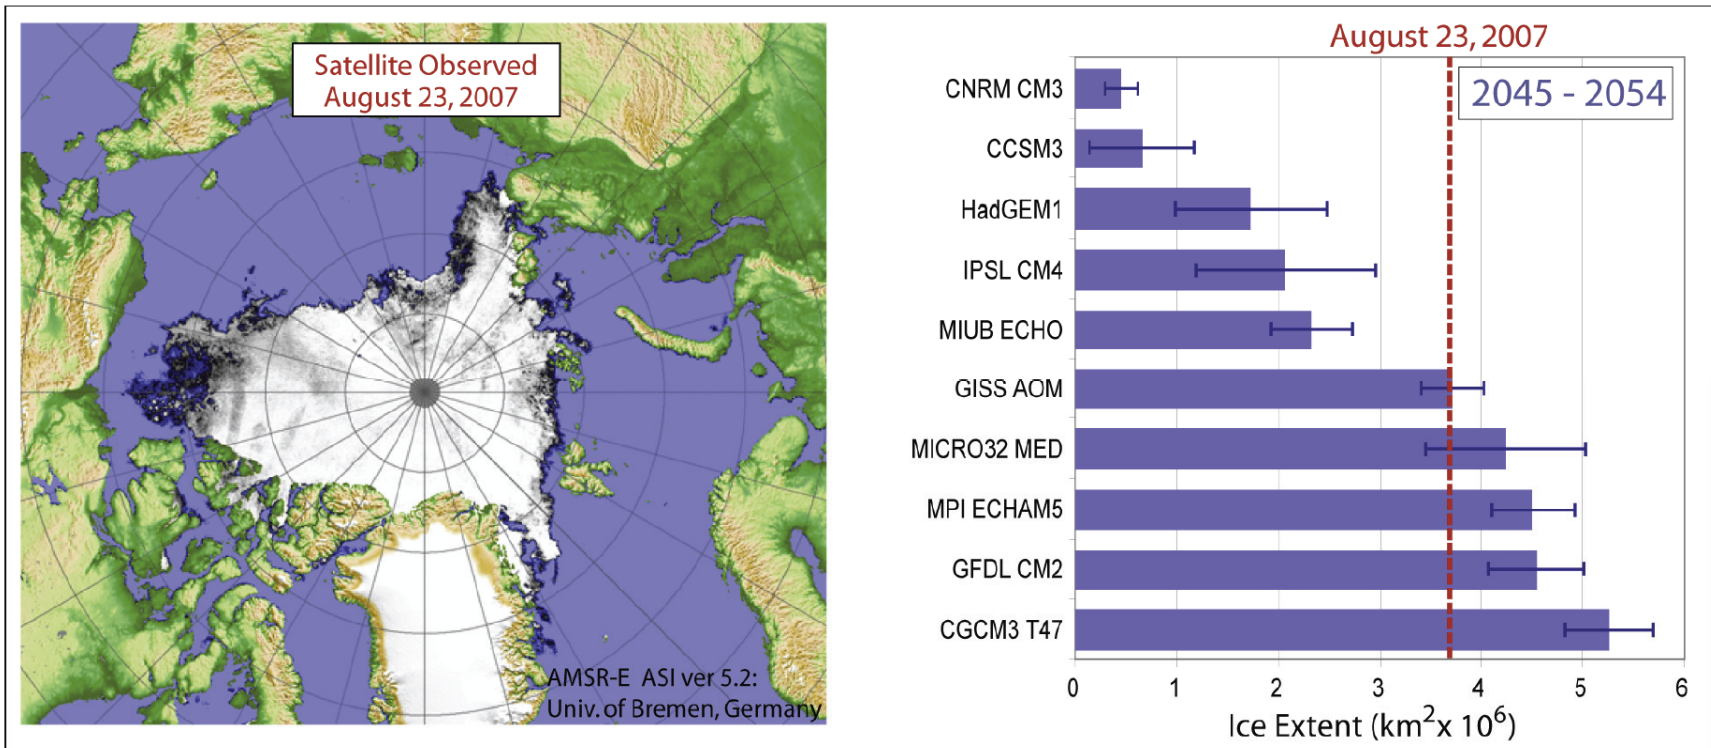 Satellite Observed
August 23, 2007
AMSR-E ASI ver 5.2:
Univ. of Bremen, Germany
August 23, 2007
2045 - 2054
CNRM CM3
CCSM3
HadGEM1
IPSL CM4
MIUB ECHO
GISS AOM
MICRO32 MED
MPI ECHAM5
GFDL CM2
CGCM3 T47
0 1 2 3 4 5 6
Ice Extent (km² x 10⁶)